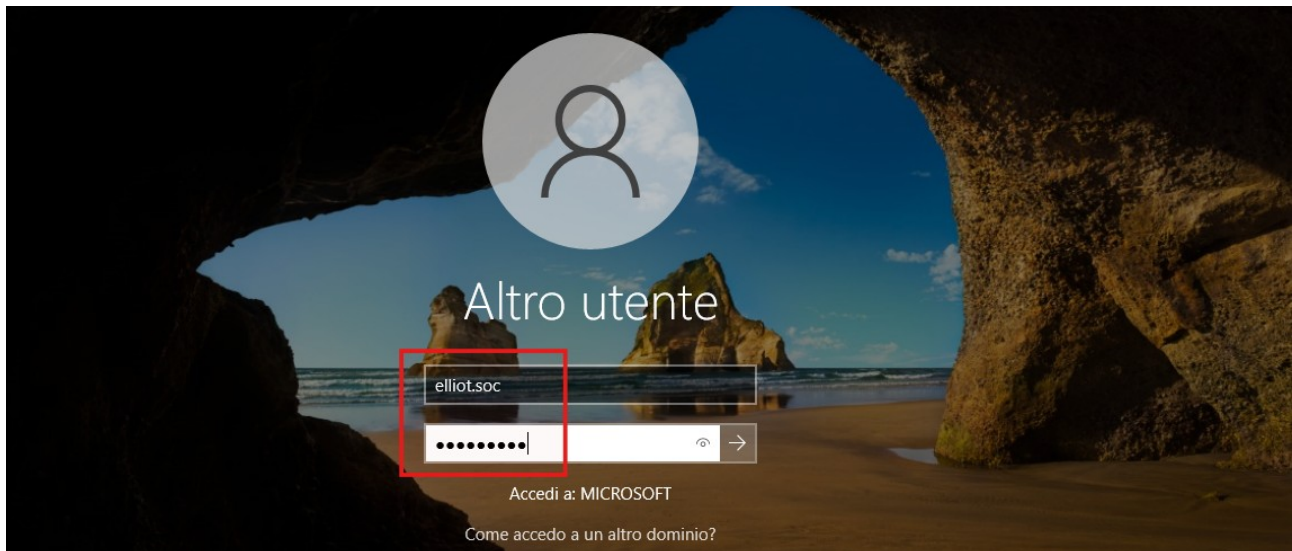 Altro utente
elliot.soc
•••••••••
Accedi a: MICROSOFT
Come accedo a un altro dominio?